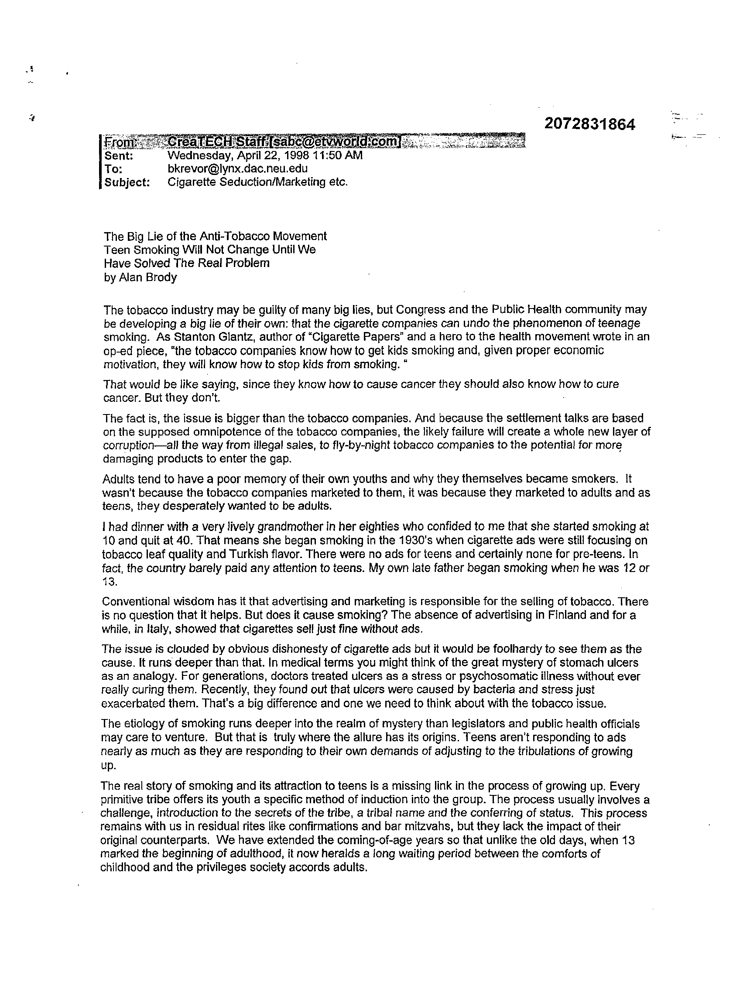 2072831864
From: CreaTECH Staff [sabc@etvworld.com]
Sent: Wednesday, April 22, 1998 11:50 AM
To: bkrevor@lynx.dac.neu.edu
Subject: Cigarette Seduction/Marketing etc.
The Big Lie of the Anti-Tobacco Movement
Teen Smoking Will Not Change Until We
Have Solved The Real Problem
by Alan Brody
The tobacco industry may be guilty of many big lies, but Congress and the Public Health community may
be developing a big lie of their own: that the cigarette companies can undo the phenomenon of teenage
smoking. As Stanton Glantz, author of "Cigarette Papers" and a hero to the health movement wrote in an
op-ed piece, "the tobacco companies know how to get kids smoking and, given proper economic
motivation, they will know how to stop kids from smoking. "
That would be like saying, since they know how to cause cancer they should also know how to cure
cancer. But they don't.
The fact is, the issue is bigger than the tobacco companies. And because the settlement talks are based
on the supposed omnipotence of the tobacco companies, the likely failure will create a whole new layer of
corruption—all the way from illegal sales, to fly-by-night tobacco companies to the potential for more
damaging products to enter the gap.
Adults tend to have a poor memory of their own youths and why they themselves became smokers. It
wasn't because the tobacco companies marketed to them, it was because they marketed to adults and as
teens, they desperately wanted to be adults.
I had dinner with a very lively grandmother in her eighties who confided to me that she started smoking at
10 and quit at 40. That means she began smoking in the 1930's when cigarette ads were still focusing on
tobacco leaf quality and Turkish flavor. There were no ads for teens and certainly none for pre-teens. In
fact, the country barely paid any attention to teens. My own late father began smoking when he was 12 or
13.
Conventional wisdom has it that advertising and marketing is responsible for the selling of tobacco. There
is no question that it helps. But does it cause smoking? The absence of advertising in Finland and for a
while, in Italy, showed that cigarettes sell just fine without ads.
The issue is clouded by obvious dishonesty of cigarette ads but it would be foolhardy to see them as the
cause. It runs deeper than that. In medical terms you might think of the great mystery of stomach ulcers
as an analogy. For generations, doctors treated ulcers as a stress or psychosomatic illness without ever
really curing them. Recently, they found out that ulcers were caused by bacteria and stress just
exacerbated them. That's a big difference and one we need to think about with the tobacco issue.
The etiology of smoking runs deeper into the realm of mystery than legislators and public health officials
may care to venture. But that is truly where the allure has its origins. Teens aren't responding to ads
nearly as much as they are responding to their own demands of adjusting to the tribulations of growing
up.
The real story of smoking and its attraction to teens is a missing link in the process of growing up. Every
primitive tribe offers its youth a specific method of induction into the group. The process usually involves a
challenge, introduction to the secrets of the tribe, a tribal name and the conferring of status. This process
remains with us in residual rites like confirmations and bar mitzvahs, but they lack the impact of their
original counterparts. We have extended the coming-of-age years so that unlike the old days, when 13
marked the beginning of adulthood, it now heralds a long waiting period between the comforts of
childhood and the privileges society accords adults.